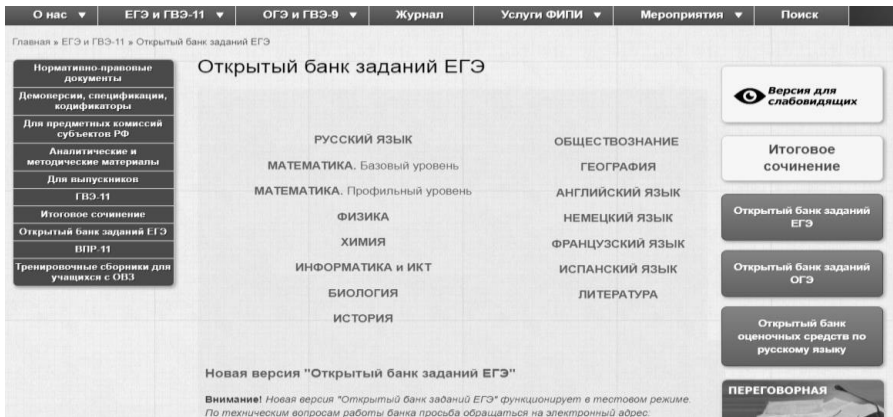 О нас ▼ ЕГЭ и ГВЭ-11 ▼ ОГЭ и ГВЭ-9 ▼ Журнал Услуги ФИПИ ▼ Мероприятия ▼ Поиск
Главная » ЕГЭ и ГВЭ-11 » Открытый банк заданий ЕГЭ
Нормативно-правовые
документы
Демоверсии, спецификации,
кодификаторы
Для предметных комиссий
субъектов РФ
Аналитические и
методические материалы
Для выпускников
ГВЭ-11
Итоговое сочинение
Открытый банк заданий ЕГЭ
ВПР-11
Тренировочные сборники для
учащихся с ОВЗ
Открытый банк заданий ЕГЭ
РУССКИЙ ЯЗЫК
МАТЕМАТИКА. Базовый уровень
МАТЕМАТИКА. Профильный уровень
ФИЗИКА
ХИМИЯ
ИНФОРМАТИКА и ИКТ
БИОЛОГИЯ
ИСТОРИЯ
ОБЩЕСТВОЗНАНИЕ
ГЕОГРАФИЯ
АНГЛИЙСКИЙ ЯЗЫК
НЕМЕЦКИЙ ЯЗЫК
ФРАНЦУЗСКИЙ ЯЗЫК
ИСПАНСКИЙ ЯЗЫК
ЛИТЕРАТУРА
Новая версия "Открытый банк заданий ЕГЭ"
Внимание! Новая версия "Открытый банк заданий ЕГЭ" функционирует в тестовом режиме.
По техническим вопросам работы банка просьба обращаться на электронный адрес:
Версия для
слабовидящих
Итоговое
сочинение
Открытый банк заданий
ЕГЭ
Открытый банк заданий
ОГЭ
Открытый банк
оценочных средств по
русскому языку
ПЕРЕГОВОРНАЯ